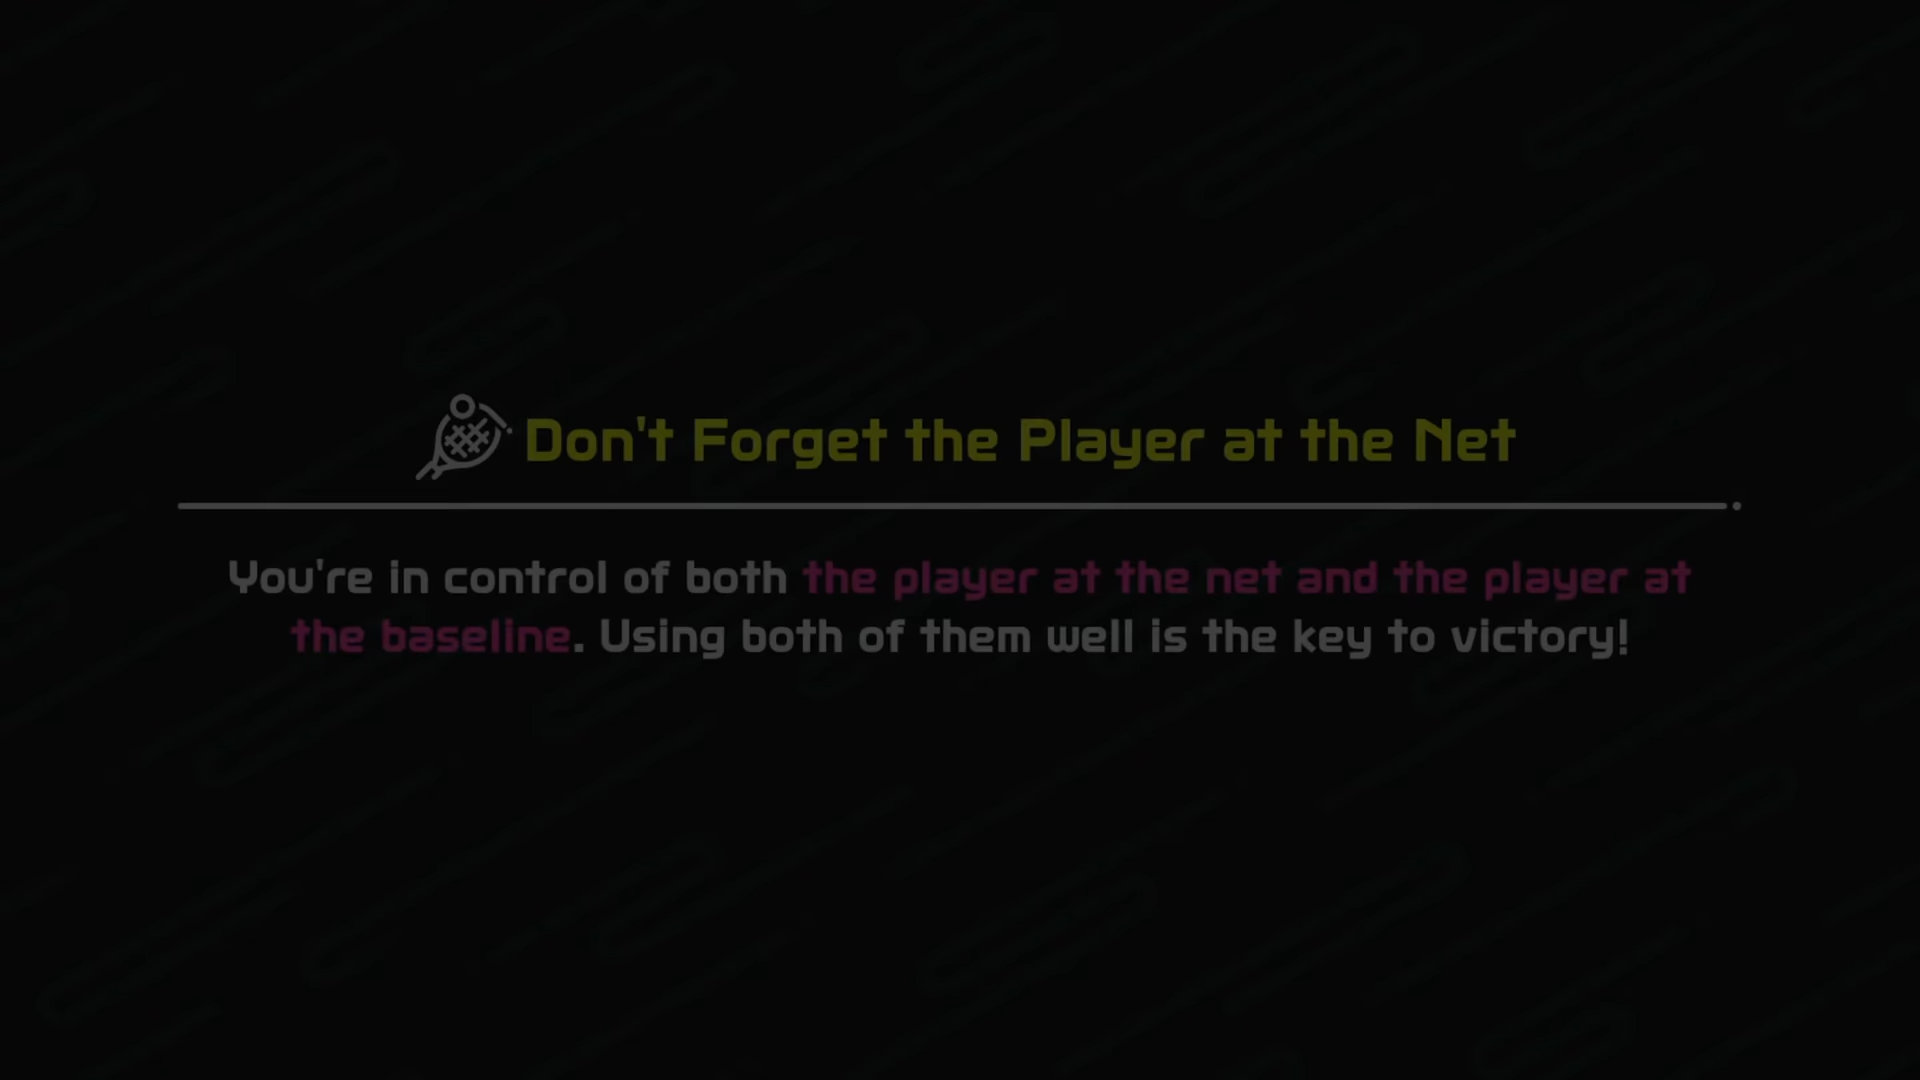 Don't Forget the Player at the Net
You're in control of both the player at the net and the player at
the baseline. Using both of them well is the key to victory!